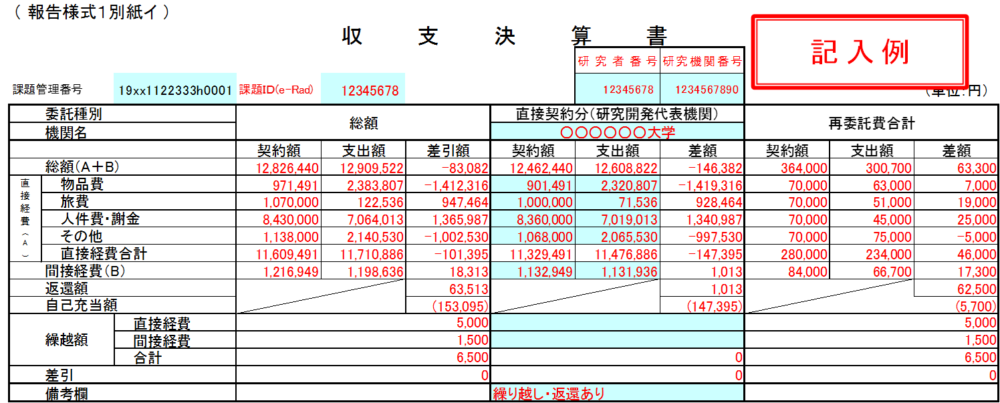 （ 報告様式１別紙イ ）
収 支 決 算 書
記入例
研究者番号 研究機関番号
課題管理番号 19xx1122333h0001 課題ID(e-Rad) 12345678 12345678 1234567890
（単位：円）
委託種別 総額 直接契約分（研究開発代表機関） 再委託費合計
機関名 〇〇〇〇〇〇大学
契約額 支出額 差引額 契約額 支出額 差額 契約額 支出額 差額
総額（A＋B） 12,826,440 12,909,522 −83,082 12,462,440 12,608,822 −146,382 364,000 300,700 63,300
直接経費（A）
物品費 971,491 2,383,807 −1,412,316 901,491 2,320,807 −1,419,316 70,000 63,000 7,000
旅費 1,070,000 122,536 947,464 1,000,000 71,536 928,464 70,000 51,000 19,000
人件費・謝金 8,430,000 7,064,013 1,365,987 8,360,000 7,019,013 1,340,987 70,000 45,000 25,000
その他 1,138,000 2,140,530 −1,002,530 1,068,000 2,065,530 −997,530 70,000 75,000 −5,000
直接経費合計 11,609,491 11,710,886 −101,395 11,329,491 11,476,886 −147,395 280,000 234,000 46,000
間接経費（B） 1,216,949 1,198,636 18,313 1,132,949 1,131,936 1,013 84,000 66,700 17,300
返還額 63,513 1,013 62,500
自己充当額 (153,095) (147,395) (5,700)
繰越額
直接経費 5,000 5,000
間接経費 1,500 1,500
合計 6,500 0 6,500
差引 0 0 0
備考欄 繰り越し・返還あり